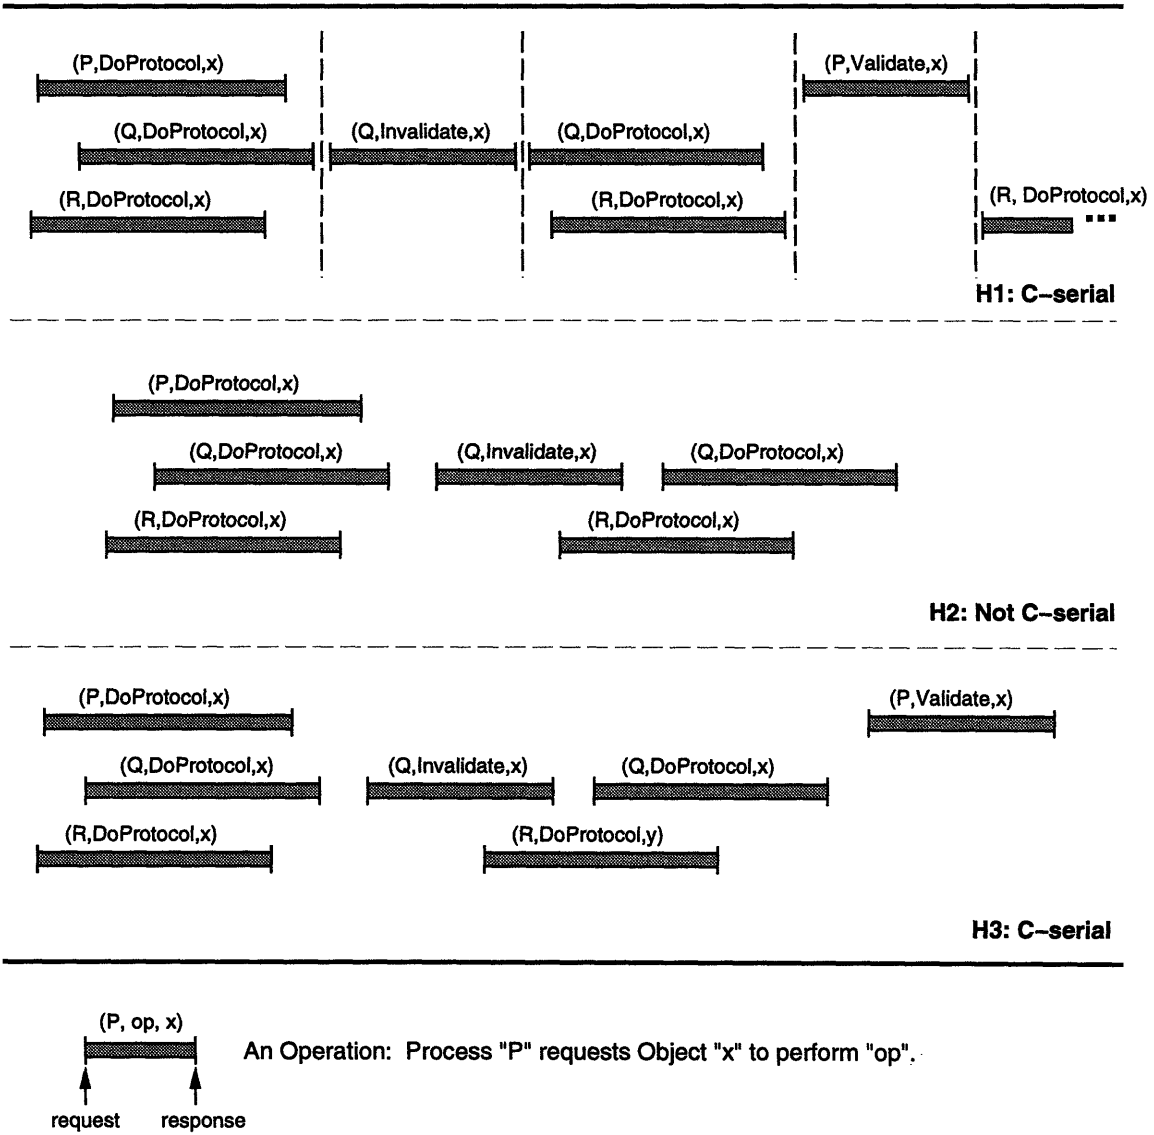 (P,DoProtocol,x) (P,Validate,x)
(Q,DoProtocol,x) (Q,Invalidate,x) (Q,DoProtocol,x)
(R,DoProtocol,x) (R,DoProtocol,x) (R, DoProtocol,x)
H1: C–serial
(P,DoProtocol,x)
(Q,DoProtocol,x) (Q,Invalidate,x) (Q,DoProtocol,x)
(R,DoProtocol,x) (R,DoProtocol,x)
H2: Not C–serial
(P,DoProtocol,x) (P,Validate,x)
(Q,DoProtocol,x) (Q,Invalidate,x) (Q,DoProtocol,x)
(R,DoProtocol,x) (R,DoProtocol,y)
H3: C–serial
(P, op, x)
An Operation: Process "P" requests Object "x" to perform "op".
request response